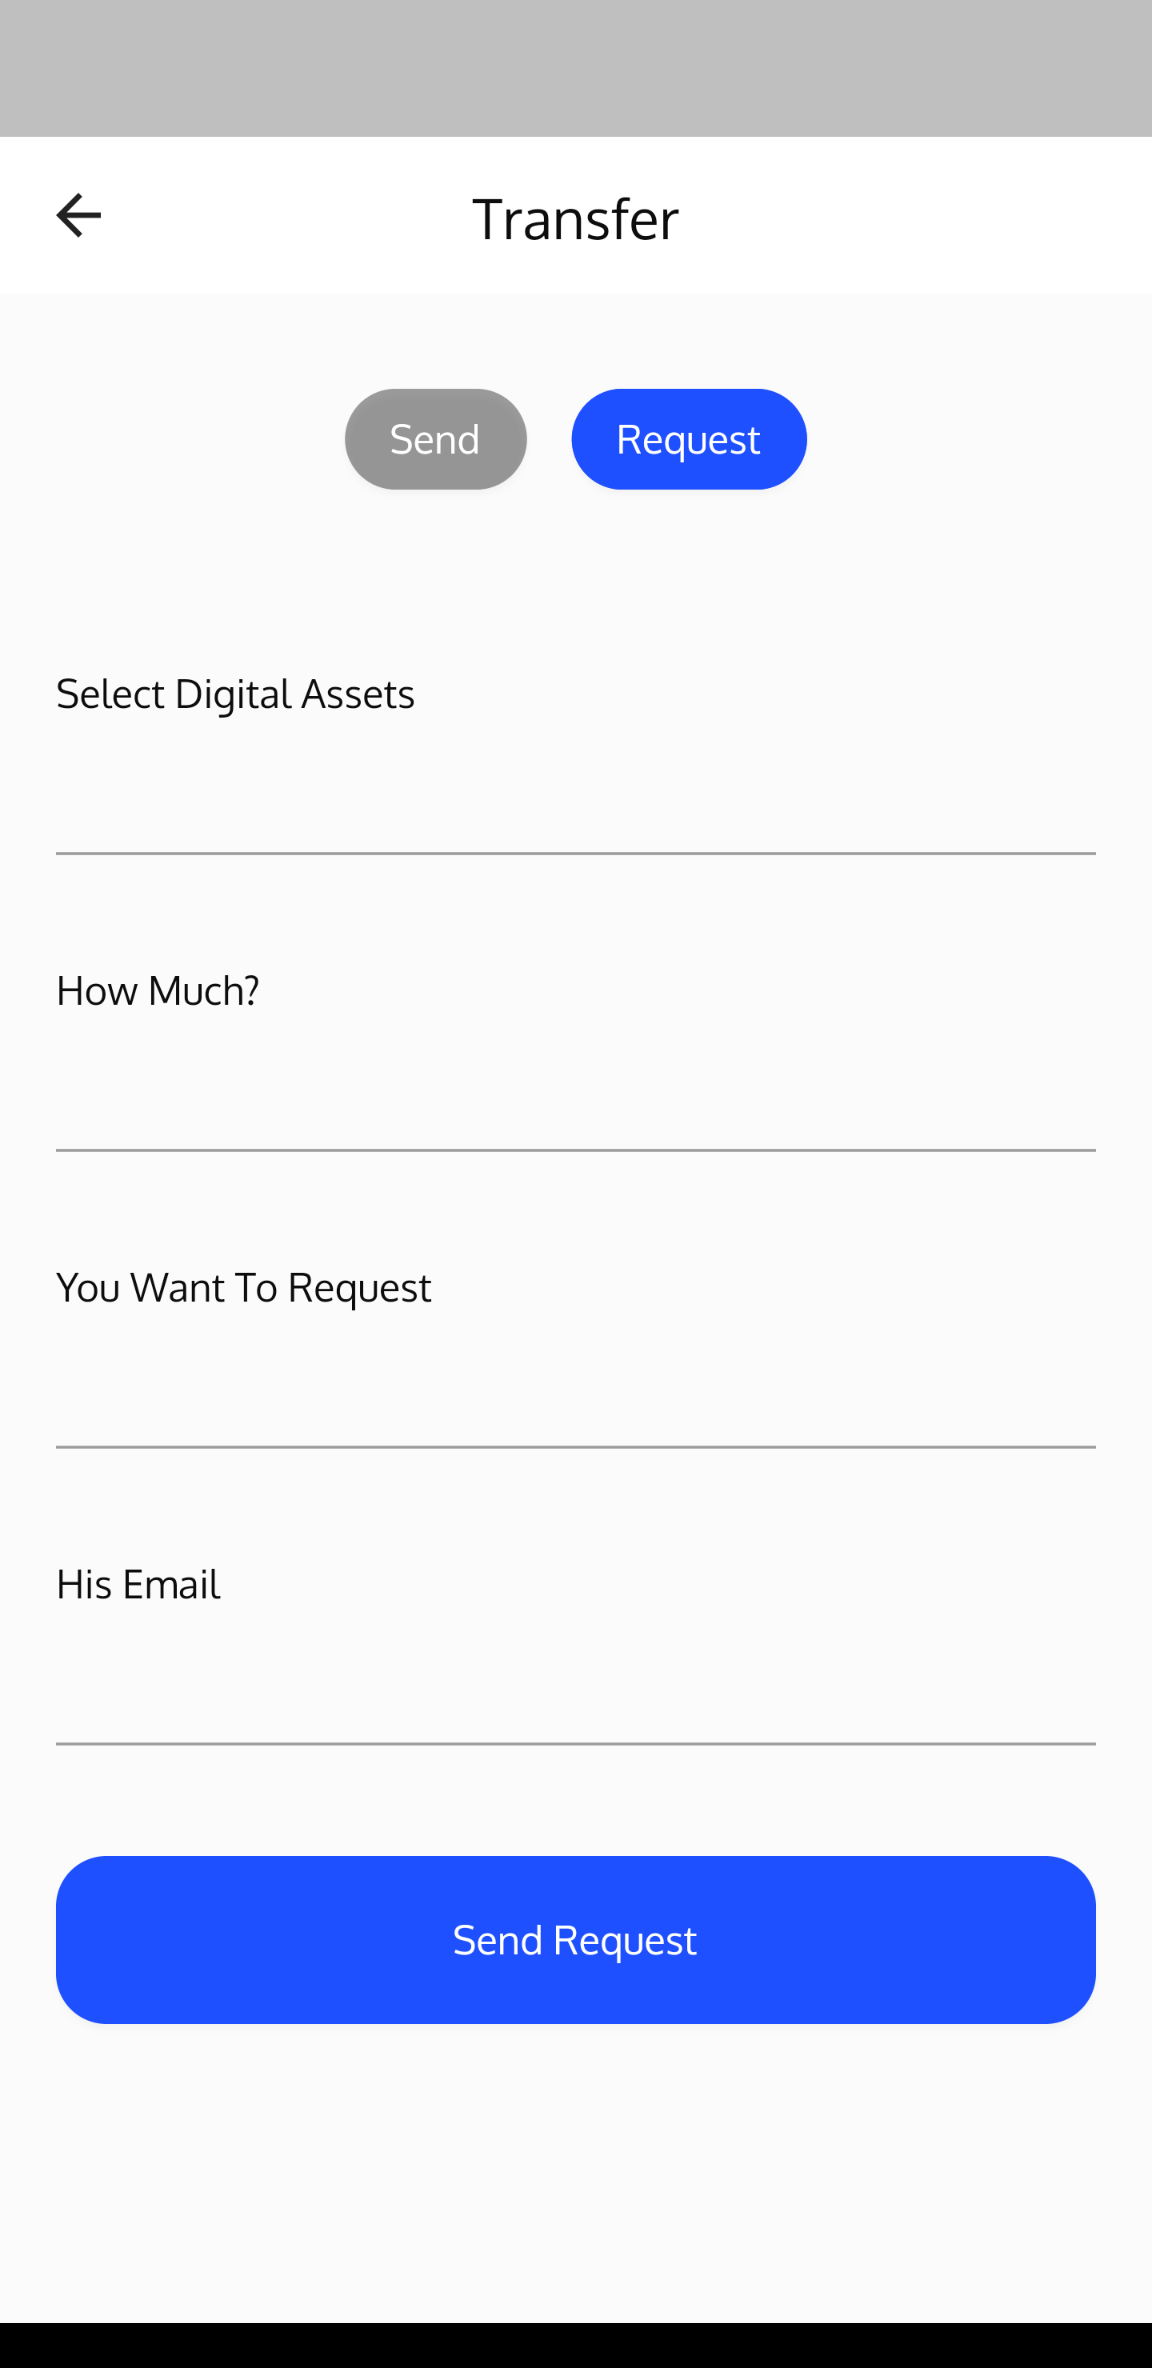 Transfer
Send Request
Select Digital Assets
How Much?
You Want To Request
His Email
Send Request